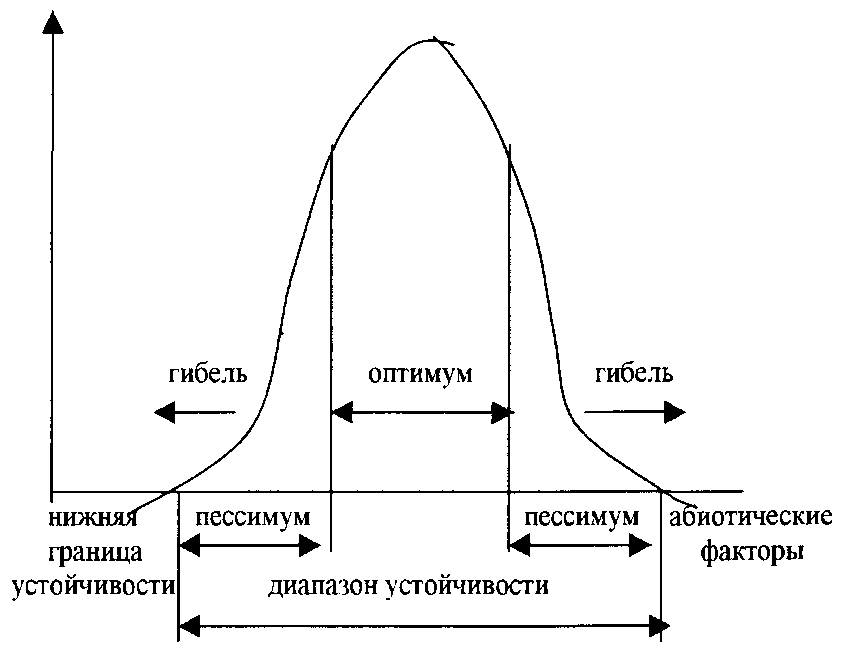 гибель
оптимум
гибель
нижняя
граница
устойчивости
пессимум
пессимум
абиотические
факторы
диапазон устойчивости